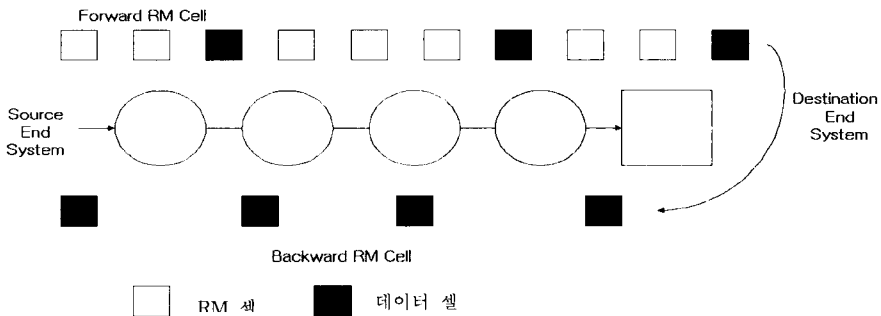 Forward RM Cell
Source
End
System
Destination
End
System
Backward RM Cell
RM 셀
데이터 셀